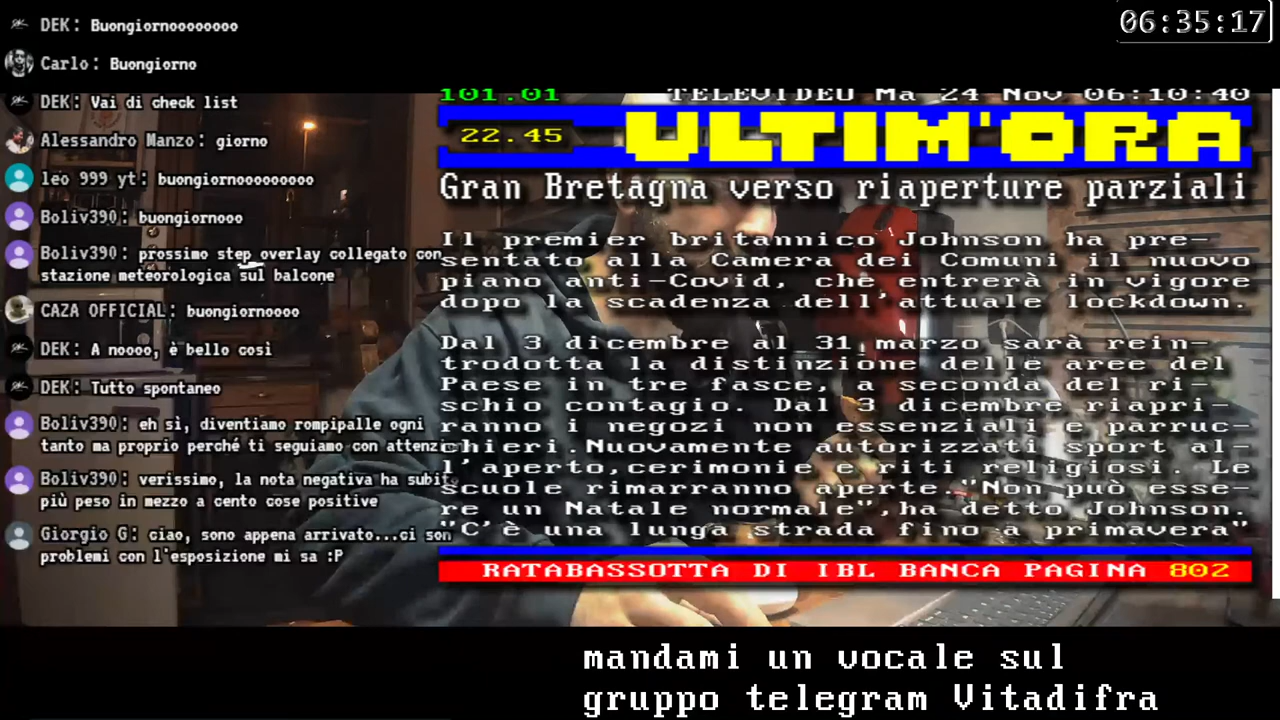 06:35:17
DEK: Buongiornoooooooo
Carlo: Buongiorno
DEK: Vai di check list
Alessandro Manzo: giorno
leo 999 yt: buongiornooooooooo
Boliv390: buongiornooo
Boliv390: prossimo step overlay collegato con
stazione meteorologica sul balcone
CAZA OFFICIAL: buongiornoooo
DEK: A noooo, è bello così
DEK: Tutto spontaneo
Boliv390: eh sì, diventiamo rompipalle ogni
tanto ma proprio perché ti seguiamo con attenzi
Boliv390: verissimo, la nota negativa ha subit
più peso in mezzo a cento cose positive
Giorgio G: ciao, sono appena arrivato...ci son
problemi con l'esposizione mi sa :P
101.01 TELEVIDEO Ma 24 Nov 06:10:40
22.45 ULTIM'ORA
Gran Bretagna verso riaperture parziali
Il premier britannico Johnson ha pre-
sentato alla Camera dei Comuni il nuovo
piano anti-Covid, che entrerà in vigore
dopo la scadenza dell'attuale lockdown.
Dal 3 dicembre al 31 marzo sarà rein-
trodotta la distinzione delle aree del
Paese in tre fasce, a seconda del ri-
schio contagio. Dal 3 dicembre riapri-
ranno i negozi non essenziali e parruc-
chieri.Nuovamente autorizzati sport al-
l'aperto,cerimonie e riti religiosi. Le
scuole rimarranno aperte."Non può esse-
re un Natale normale",ha detto Johnson.
"C'è una lunga strada fino a primavera"
RATABASSOTTA DI IBL BANCA PAGINA 802
mandami un vocale sul
gruppo telegram Vitadifra